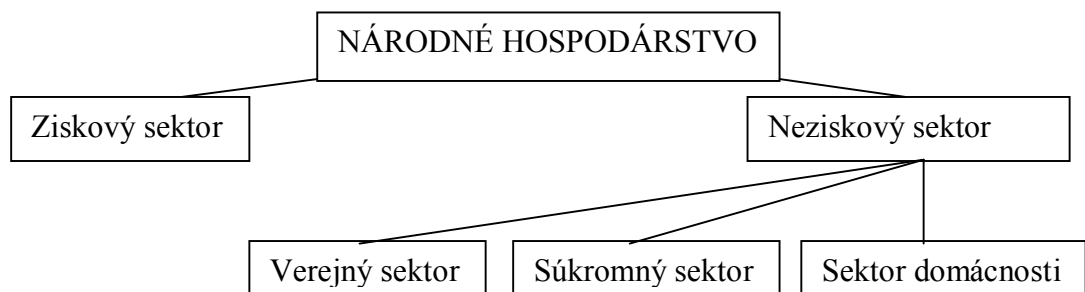 NÁRODNÉ HOSPODÁRSTVO
Ziskový sektor
Neziskový sektor
Verejný sektor
Súkromný sektor
Sektor domácnosti